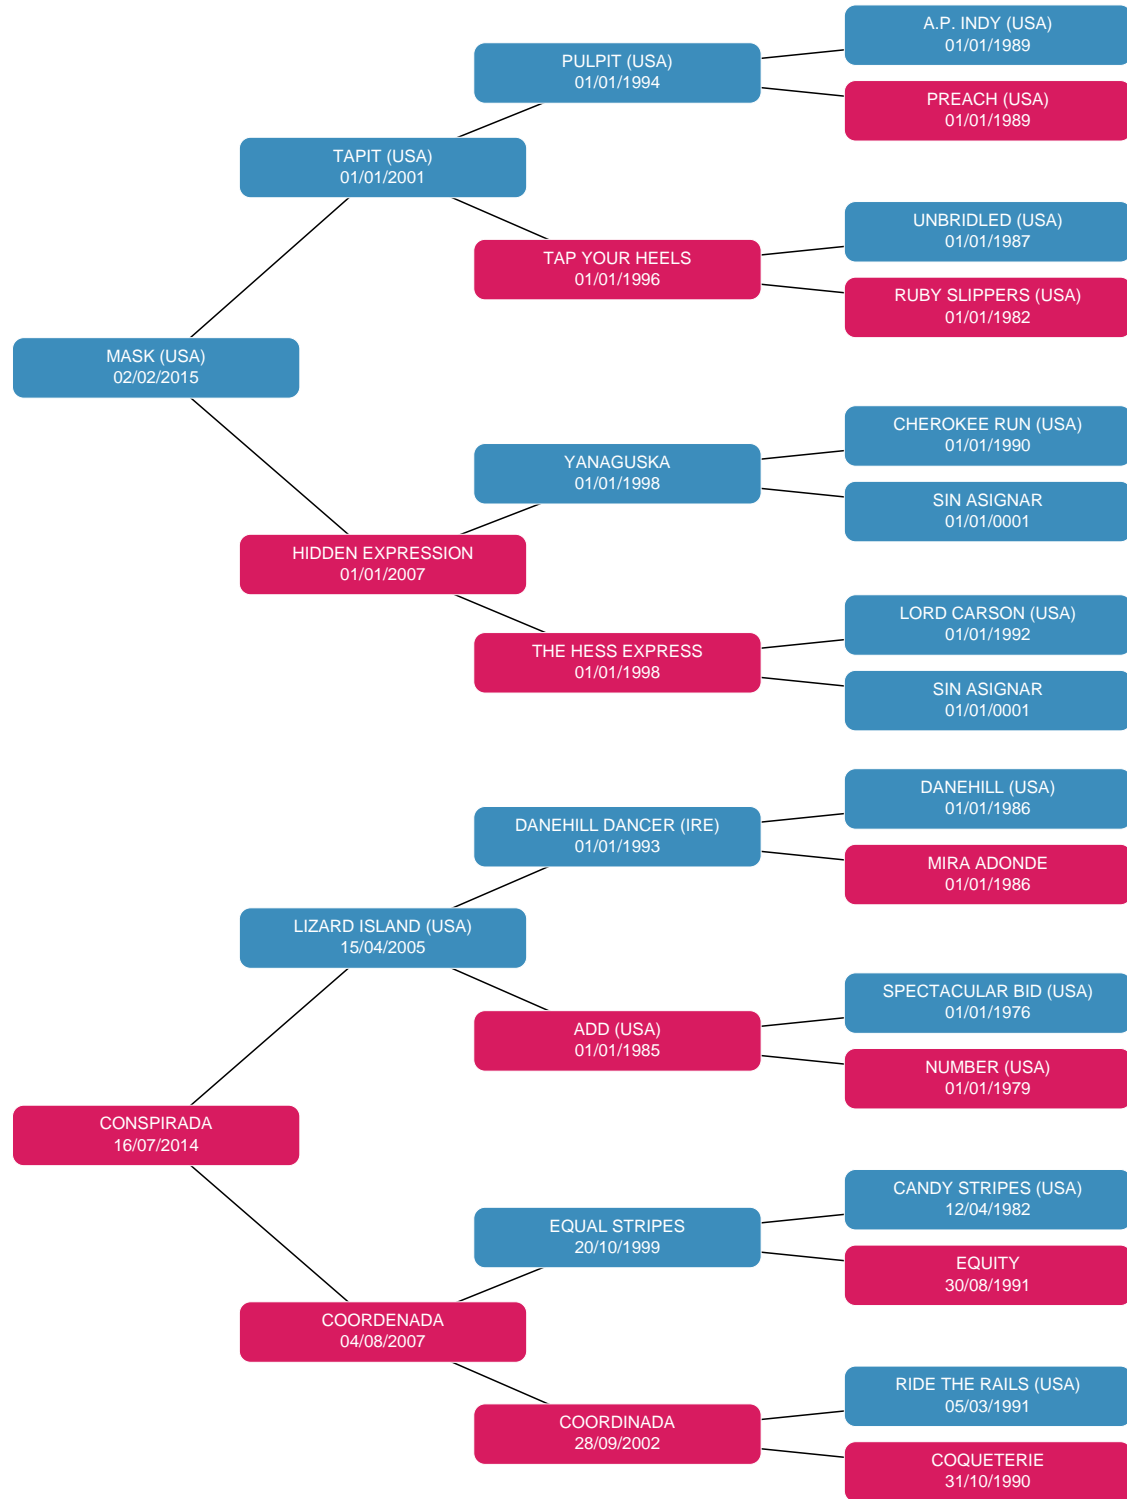 A.P. INDY (USA)
01/01/1989
PULPIT (USA)
01/01/1994
PREACH (USA)
01/01/1989
TAPIT (USA)
01/01/2001
UNBRIDLED (USA)
01/01/1987
TAP YOUR HEELS
01/01/1996
RUBY SLIPPERS (USA)
01/01/1982
MASK (USA)
02/02/2015
CHEROKEE RUN (USA)
01/01/1990
YANAGUSKA
01/01/1998
SIN ASIGNAR
01/01/0001
HIDDEN EXPRESSION
01/01/2007
LORD CARSON (USA)
01/01/1992
THE HESS EXPRESS
01/01/1998
SIN ASIGNAR
01/01/0001
DANEHILL (USA)
01/01/1986
DANEHILL DANCER (IRE)
01/01/1993
MIRA ADONDE
01/01/1986
LIZARD ISLAND (USA)
15/04/2005
SPECTACULAR BID (USA)
01/01/1976
ADD (USA)
01/01/1985
NUMBER (USA)
01/01/1979
CONSPIRADA
16/07/2014
CANDY STRIPES (USA)
12/04/1982
EQUAL STRIPES
20/10/1999
EQUITY
30/08/1991
COORDENADA
04/08/2007
RIDE THE RAILS (USA)
05/03/1991
COORDINADA
28/09/2002
COQUETERIE
31/10/1990